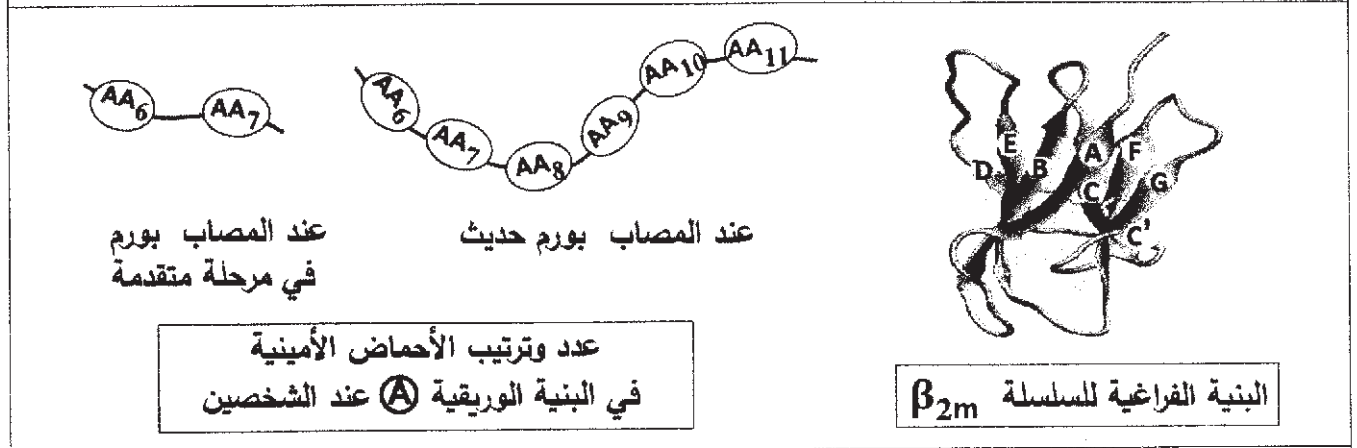 AA6 AA7
AA6 AA7 AA8 AA9 AA10 AA11
D E B A C F G C'
عند المصاب بورم حديث
عند المصاب بورم
في مرحلة متقدمة
عدد وترتيب الأحماض الأمينية
في البنية الوريقية Ⓐ عند الشخصين
البنية الفراغية للسلسلة β2m